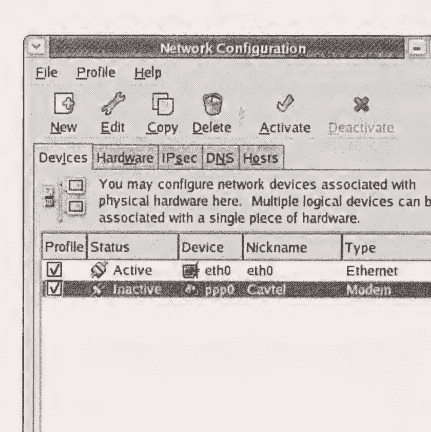 Network Configuration
File Profile Help
New Edit Copy Delete Activate Deactivate
Devices Hardware IPsec DNS Hosts
You may configure network devices associated with
physical hardware here. Multiple logical devices can b
associated with a single piece of hardware.
Profile Status Device Nickname Type
Active eth0 eth0 Ethernet
Inactive ppp0 Cavtel Modem